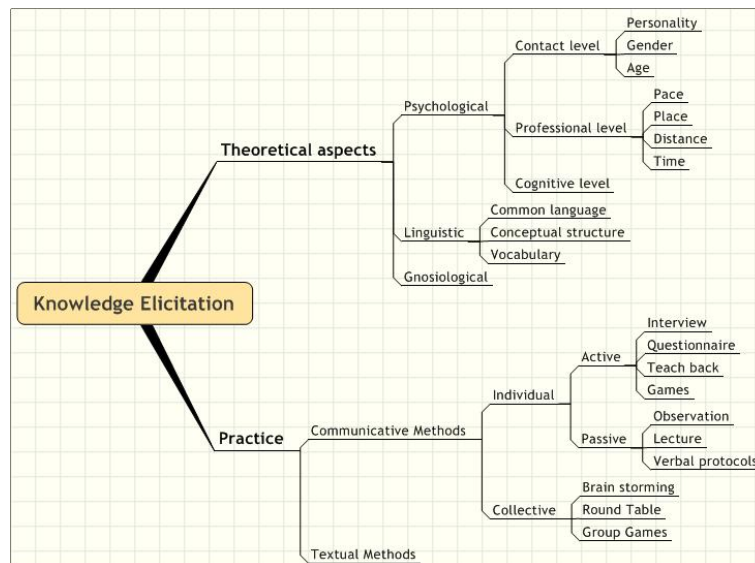 Knowledge Elicitation
Theoretical aspects
Psychological
Contact level
Personality
Gender
Age
Professional level
Pace
Place
Distance
Time
Cognitive level
Linguistic
Common language
Conceptual structure
Vocabulary
Gnosiological
Practice
Communicative Methods
Individual
Active
Interview
Questionnaire
Teach back
Games
Passive
Observation
Lecture
Verbal protocols
Collective
Brain storming
Round Table
Group Games
Textual Methods